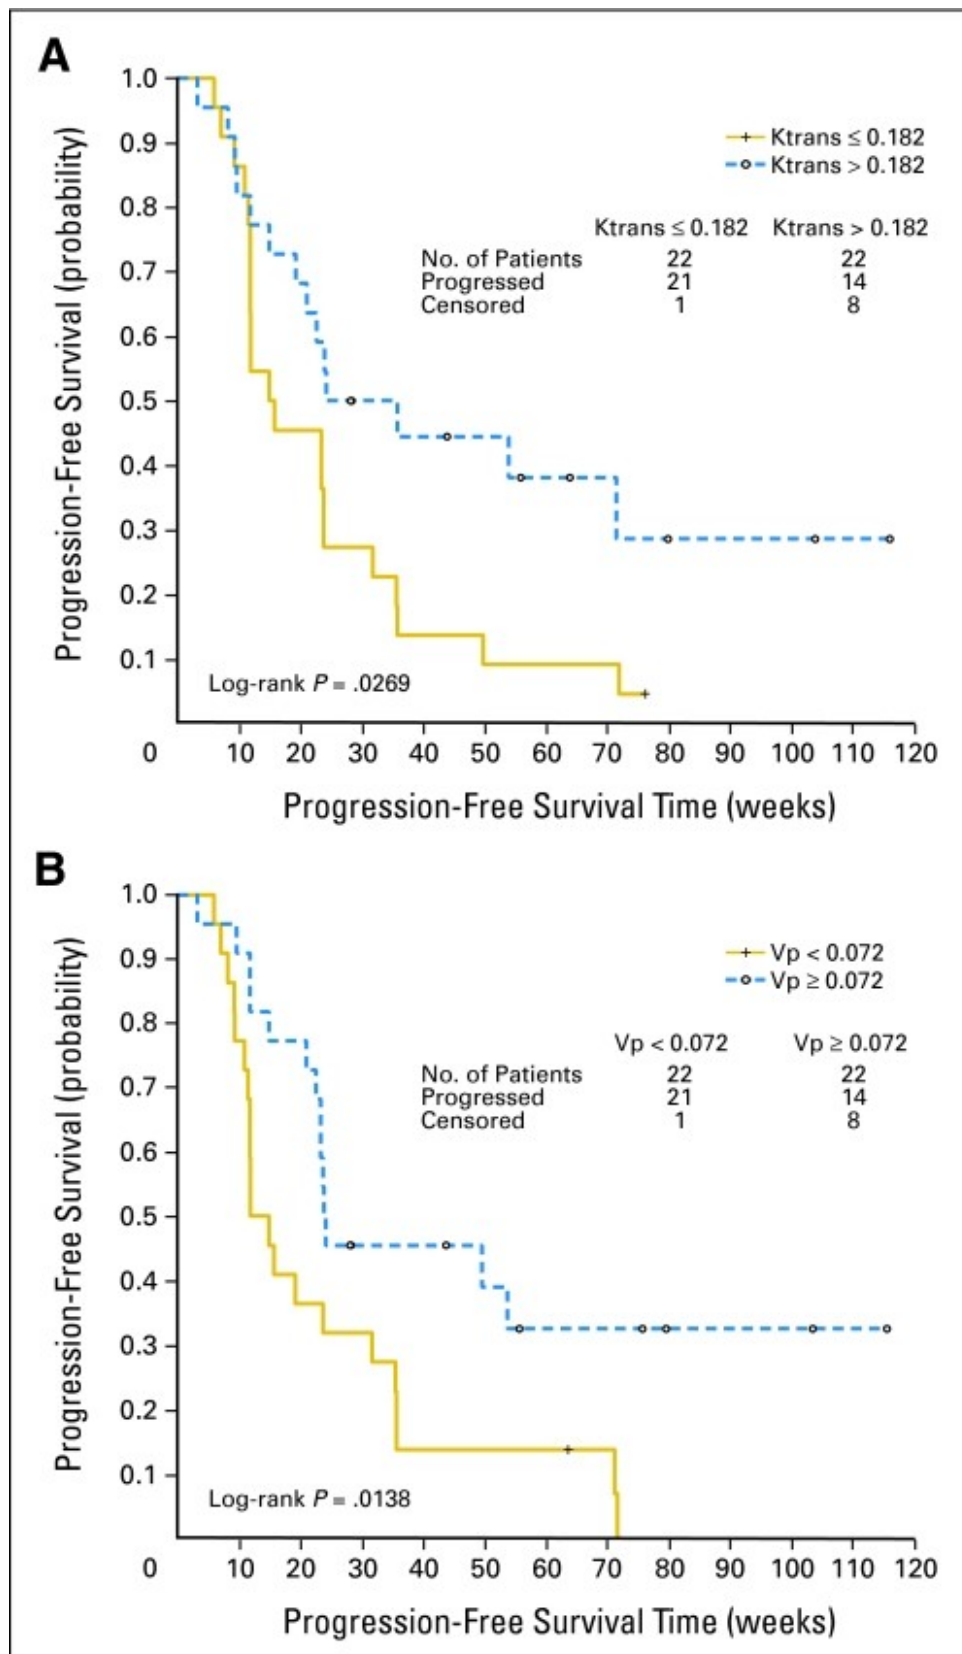 A
1.0
0.9
0.8
0.7
0.6
0.5
0.4
0.3
0.2
0.1
Progression-Free Survival (probability)
Ktrans ≤ 0.182
Ktrans > 0.182
Ktrans ≤ 0.182 Ktrans > 0.182
No. of Patients 22 22
Progressed 21 14
Censored 1 8
Log-rank P = .0269
0 10 20 30 40 50 60 70 80 90 100 110 120
Progression-Free Survival Time (weeks)
B
1.0
0.9
0.8
0.7
0.6
0.5
0.4
0.3
0.2
0.1
Progression-Free Survival (probability)
Vp < 0.072
Vp ≥ 0.072
Vp < 0.072 Vp ≥ 0.072
No. of Patients 22 22
Progressed 21 14
Censored 1 8
Log-rank P = .0138
0 10 20 30 40 50 60 70 80 90 100 110 120
Progression-Free Survival Time (weeks)